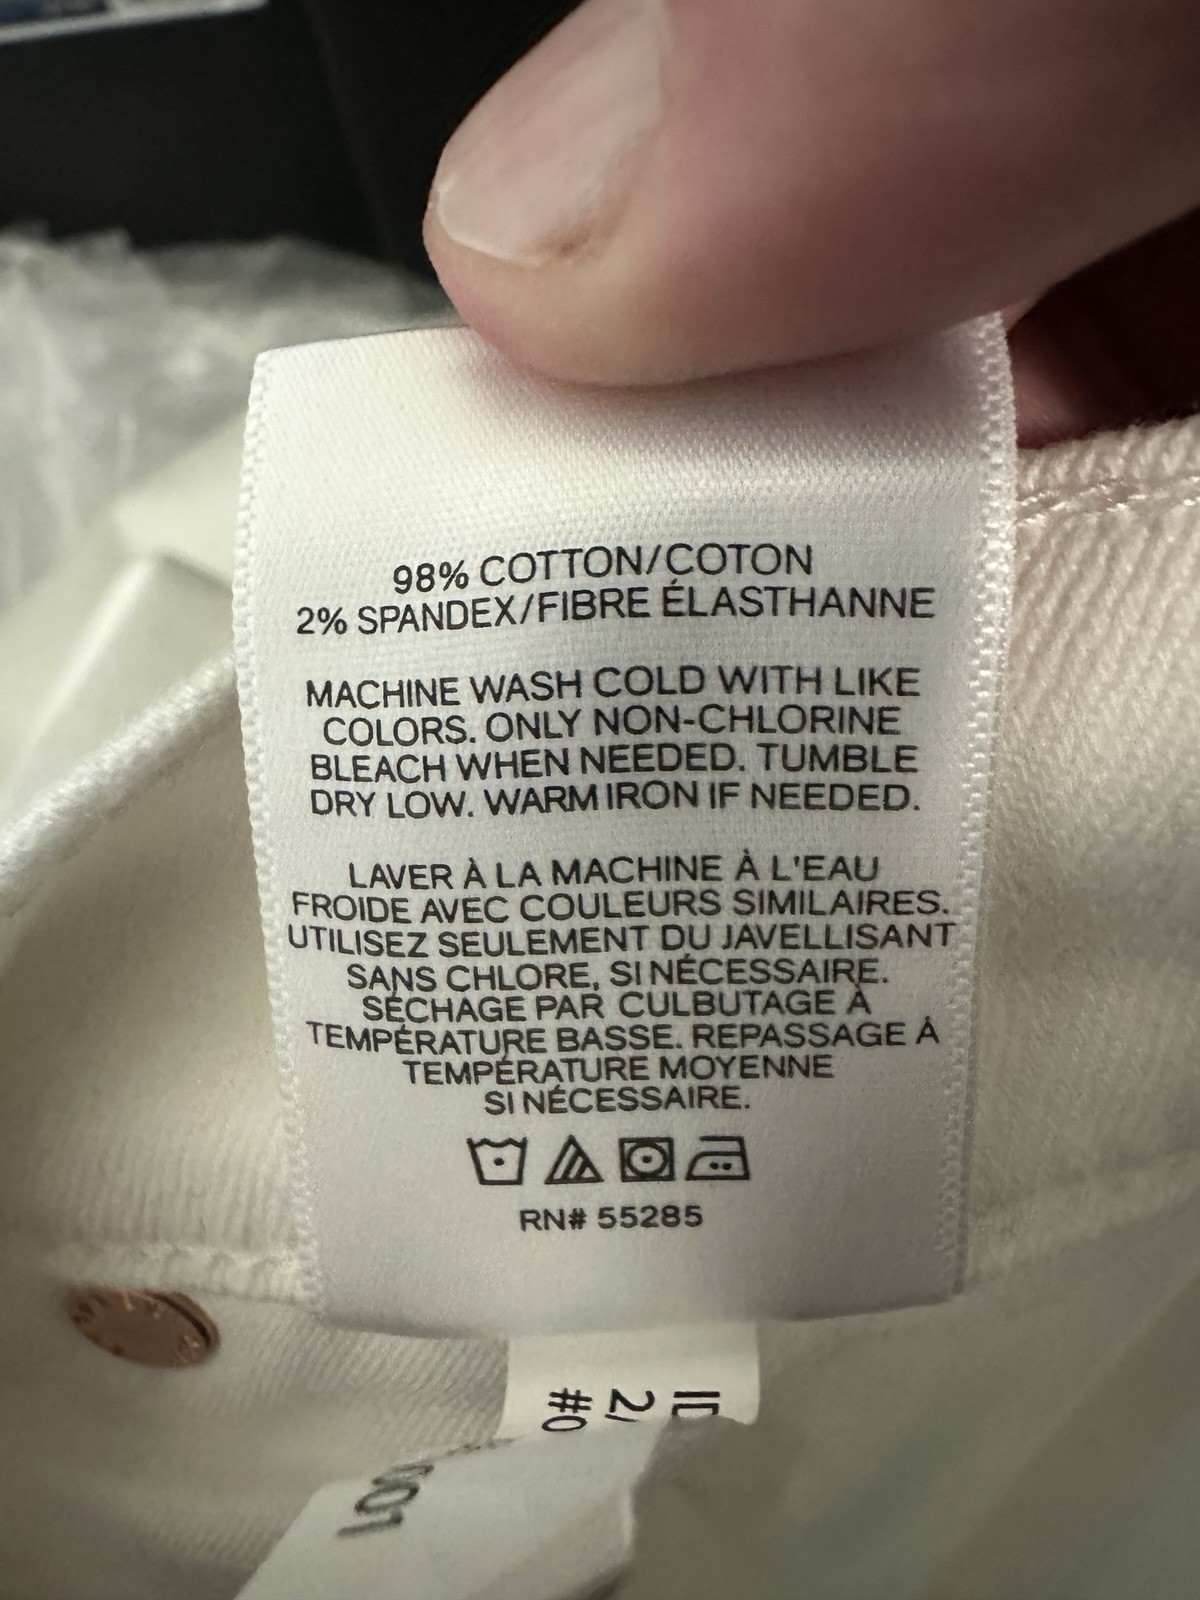 98% COTTON/COTON
2% SPANDEX/FIBRE ÉLASTHANNE
MACHINE WASH COLD WITH LIKE
COLORS. ONLY NON-CHLORINE
BLEACH WHEN NEEDED. TUMBLE
DRY LOW. WARM IRON IF NEEDED.
LAVER À LA MACHINE À L'EAU
FROIDE AVEC COULEURS SIMILAIRES.
UTILISEZ SEULEMENT DU JAVELLISANT
SANS CHLORE, SI NÉCESSAIRE.
SÉCHAGE PAR CULBUTAGE À
TEMPÉRATURE BASSE. REPASSAGE À
TEMPÉRATURE MOYENNE
SI NÉCESSAIRE.
RN# 55285